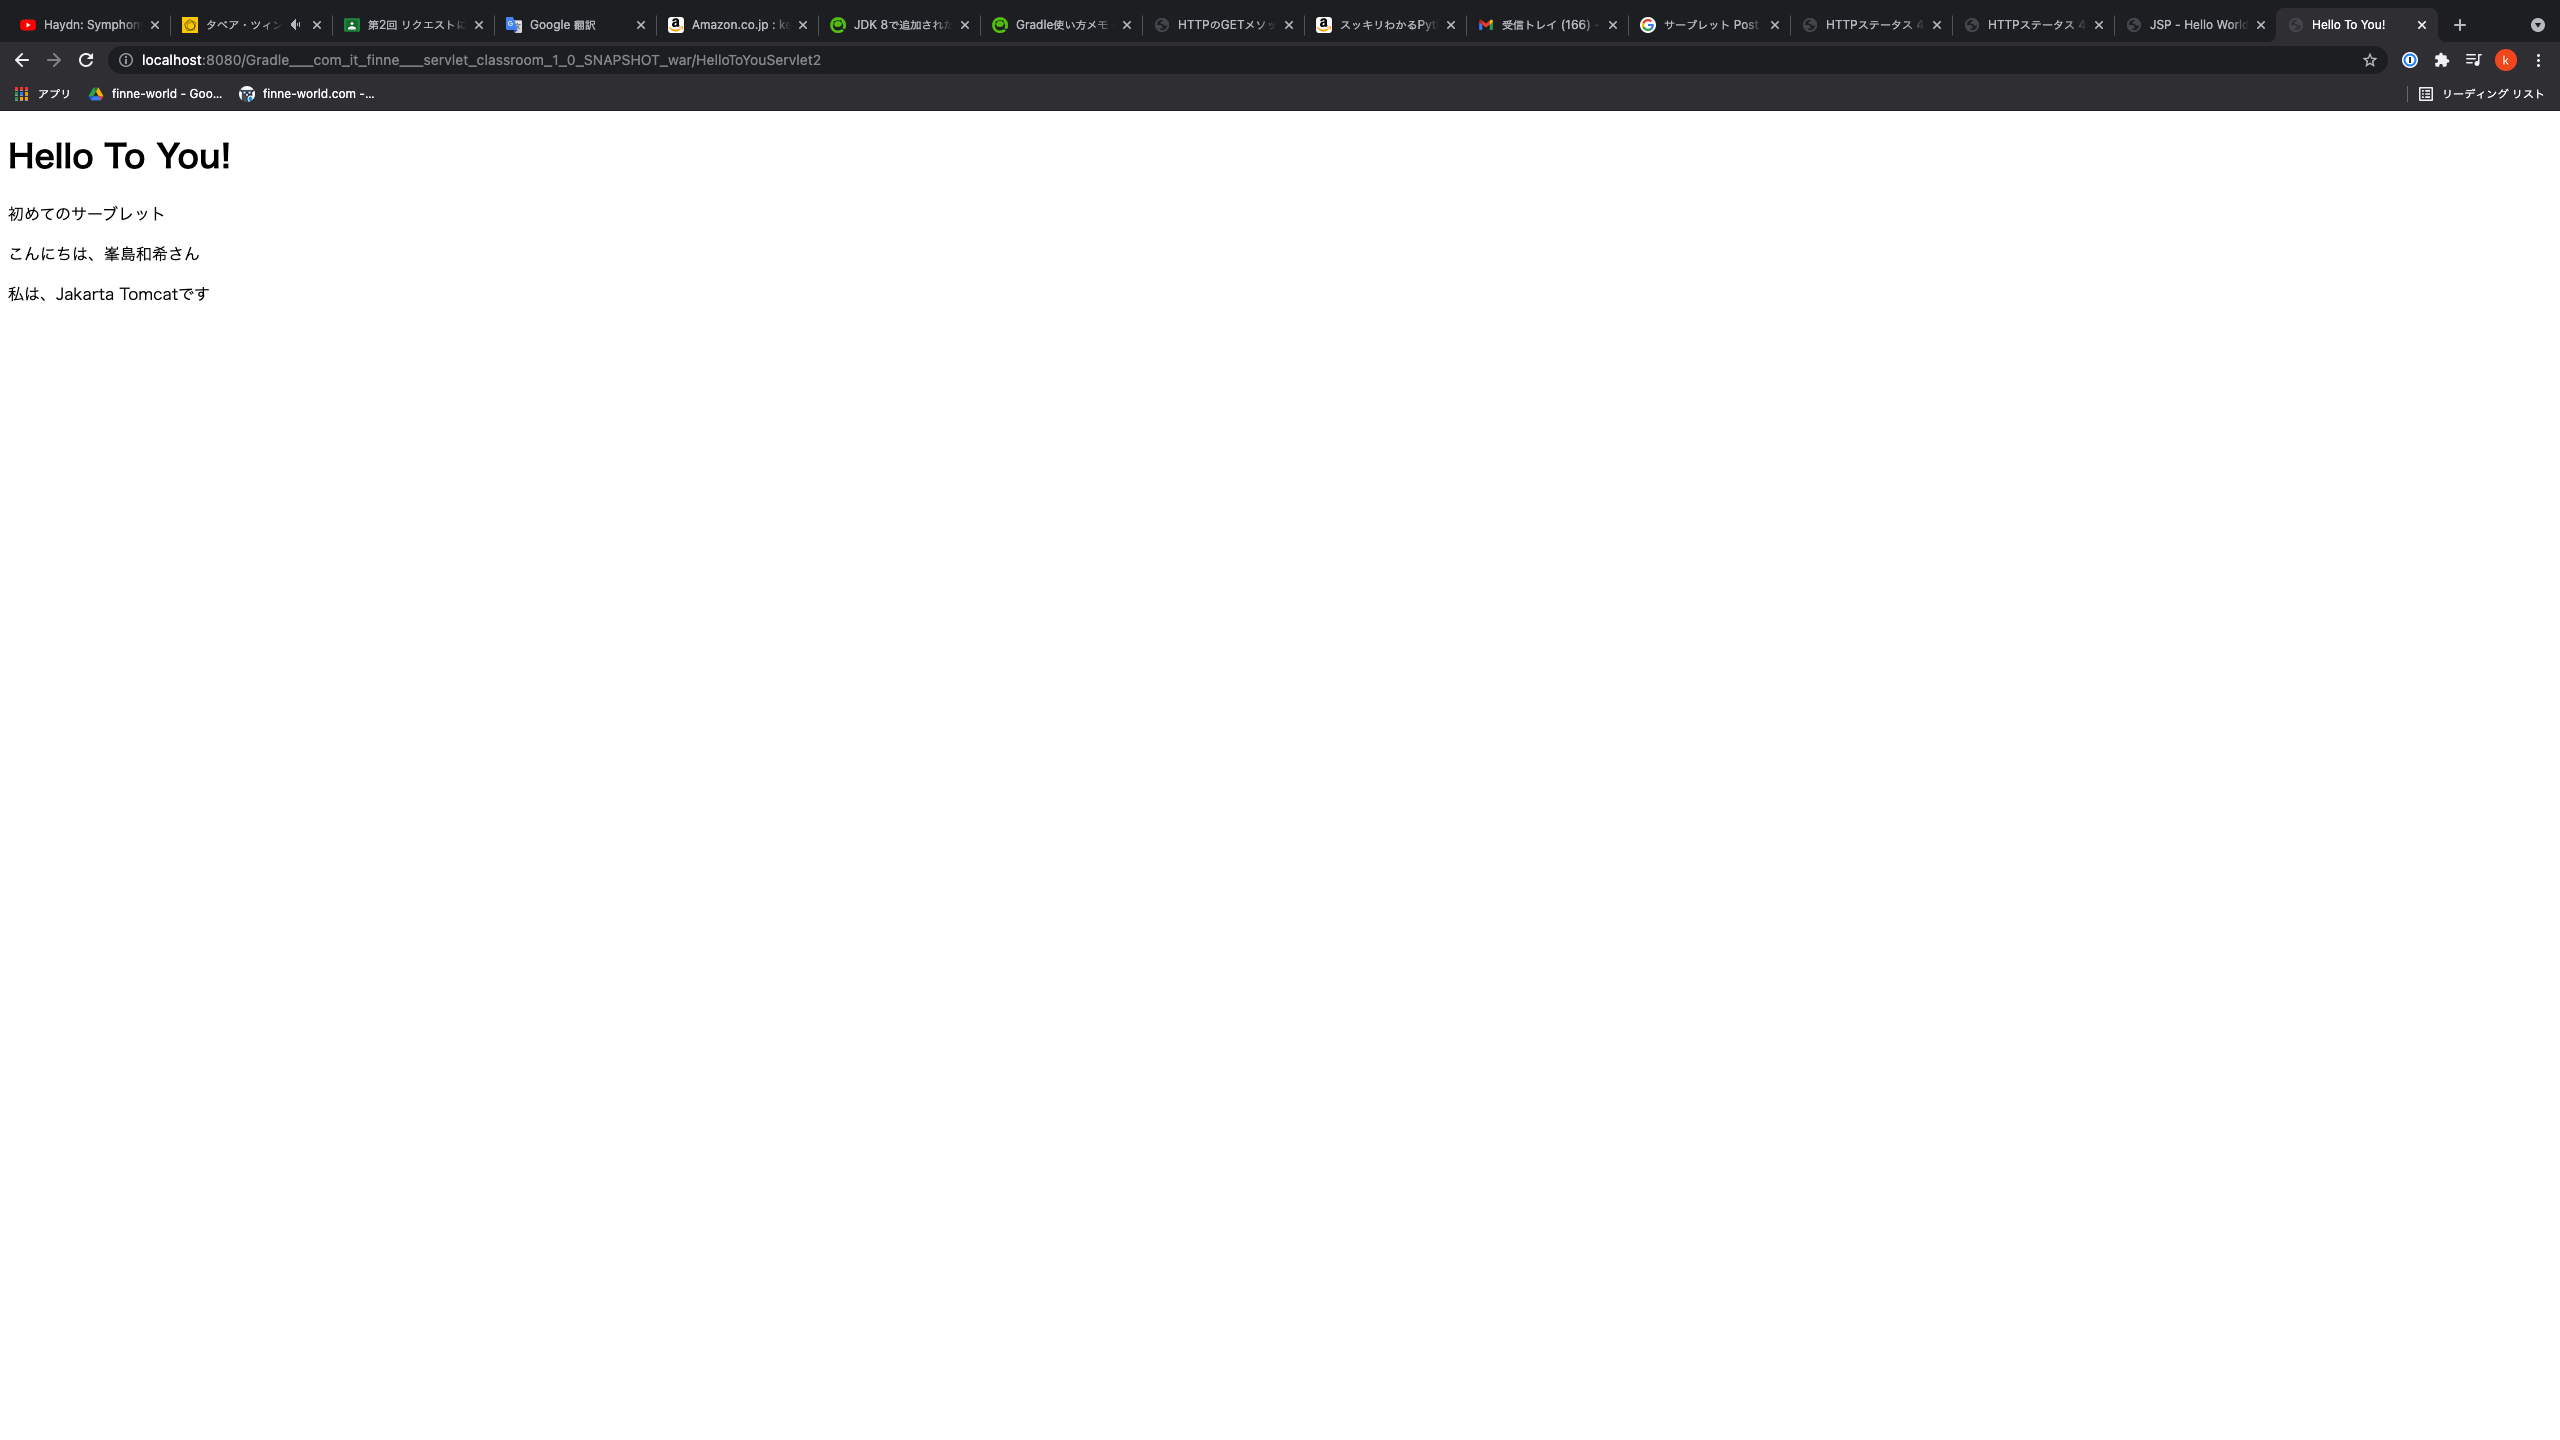 Haydn: Symphon
タベア・ツィン
第2回 リクエストに
Google 翻訳
Amazon.co.jp : ke
JDK 8で追加された
Gradle使い方メモ
HTTPのGETメソッ
スッキリわかるPyt
受信トレイ (166) -
サーブレット Post
HTTPステータス 4
HTTPステータス 4
JSP - Hello World
Hello To You!
localhost:8080/Gradle___com_it_finne___servlet_classroom_1_0_SNAPSHOT_war/HelloToYouServlet2
k
アプリ
finne-world - Goo...
finne-world.com -...
リーディング リスト
Hello To You!
初めてのサーブレット
こんにちは、峯島和希さん
私は、Jakarta Tomcatです